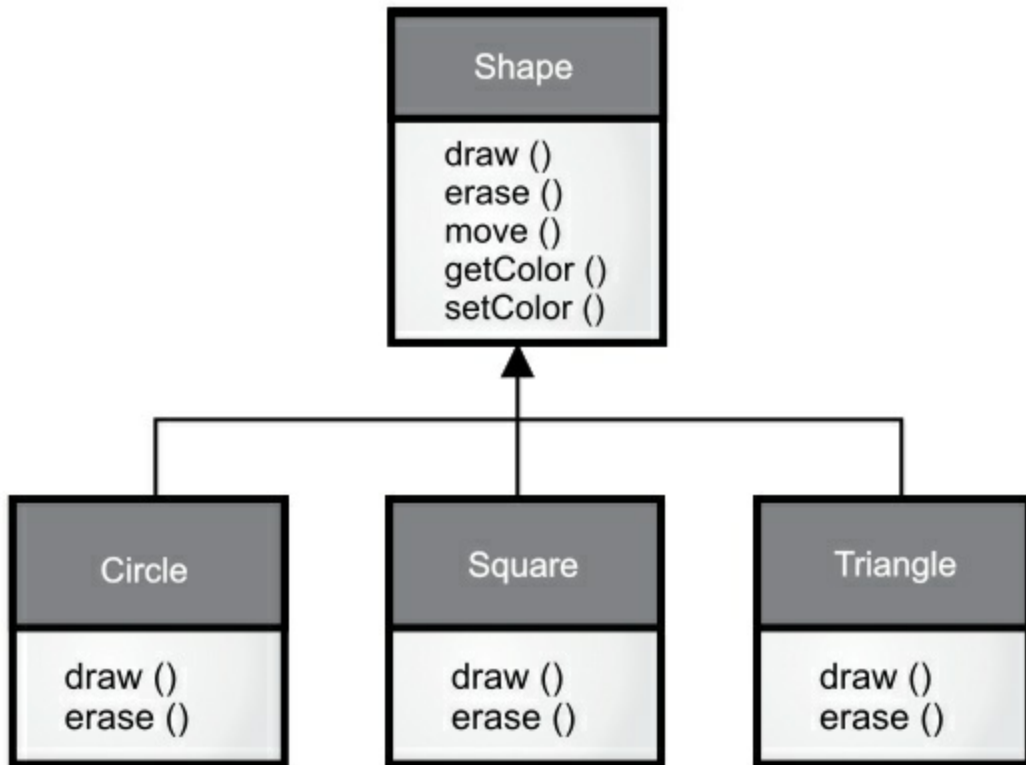 Shape
draw ()
erase ()
move ()
getColor ()
setColor ()
Circle
draw ()
erase ()
Square
draw ()
erase ()
Triangle
draw ()
erase ()